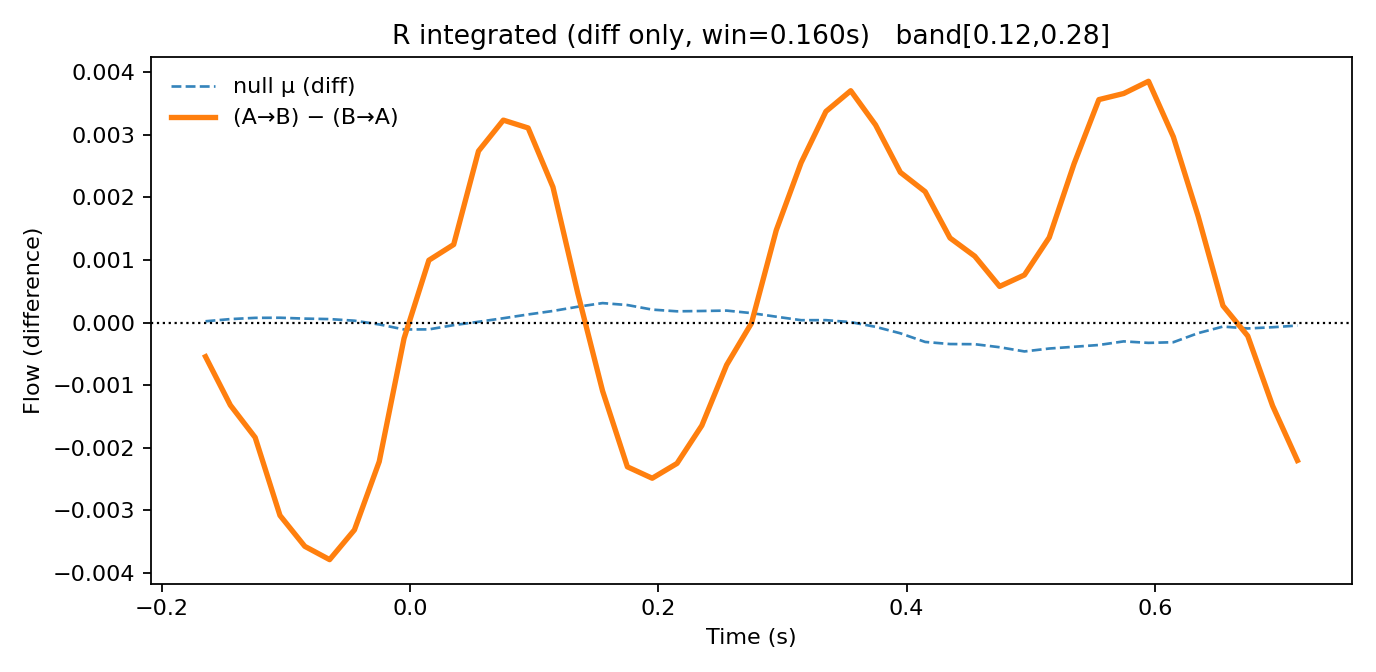 R integrated (diff only, win=0.160s)   band[0.12,0.28]
null μ (diff)
(A→B) − (B→A)
Flow (difference)
0.004
0.003
0.002
0.001
0.000
−0.001
−0.002
−0.003
−0.004
−0.2 0.0 0.2 0.4 0.6
Time (s)